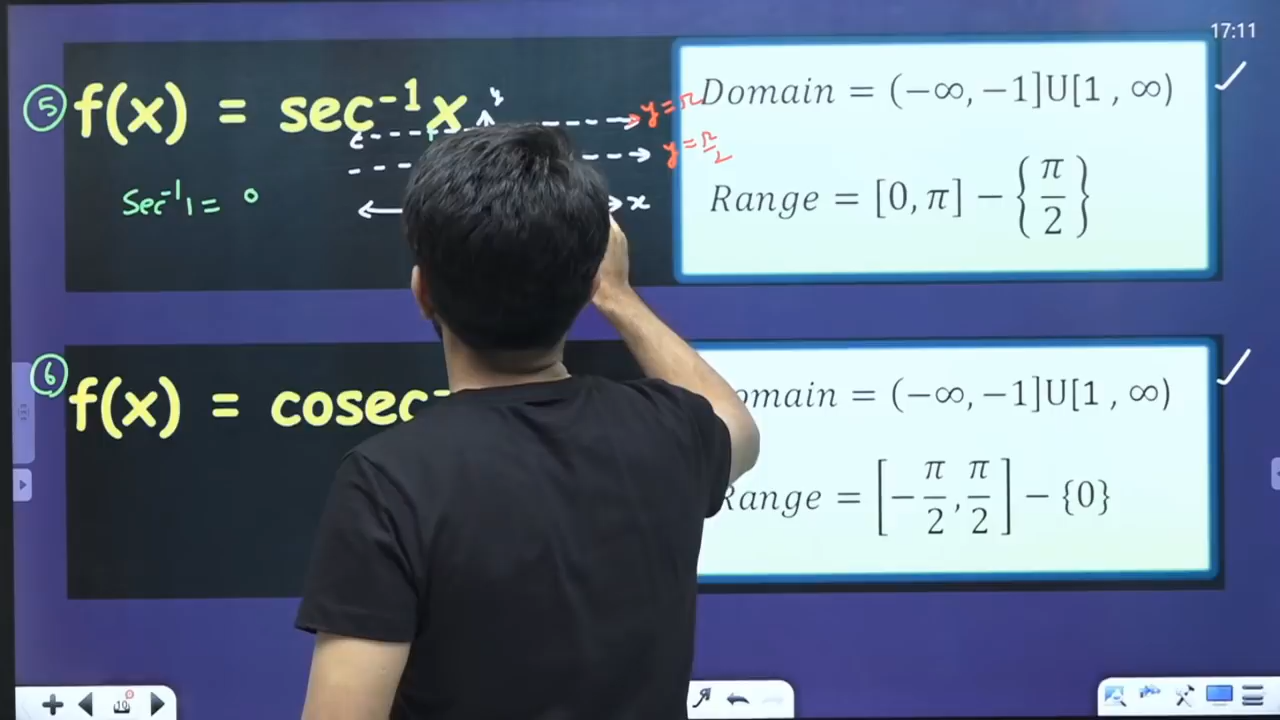 17:11
5
f(x) = sec⁻¹x
Domain = (−∞, −1]U[1 , ∞)
y
y = π
y = π/2
Sec⁻¹1 = 0
x
Range = [0, π] − {π/2}
6
f(x) = cosec⁻
omain = (−∞, −1]U[1 , ∞)
Range = [−π/2, π/2] − {0}
10